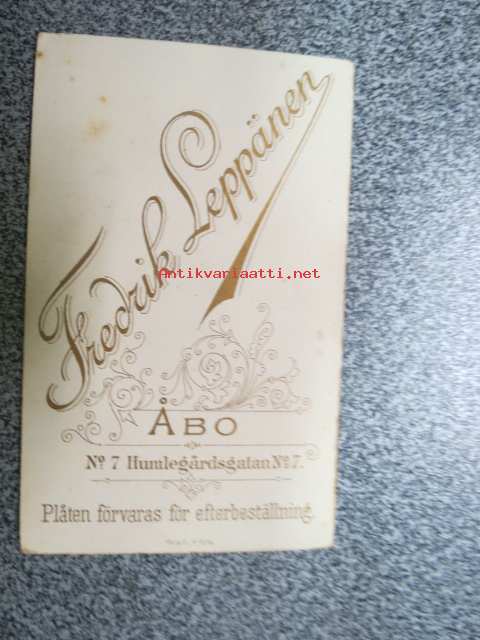 Fredrik Leppänen
Antikvariaatti.net
ÅBO
No 7 Humlegårdsgatan No 7.
Plåten förvaras för efterbeställning.